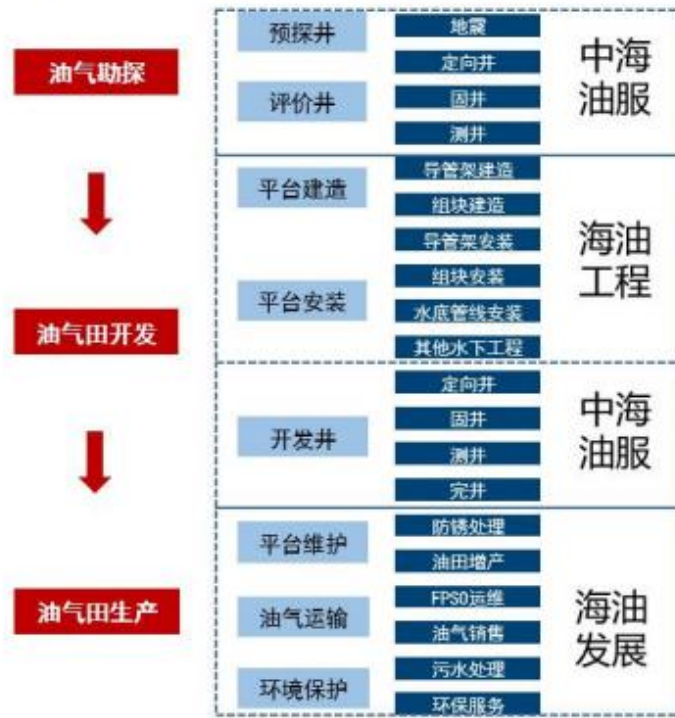 预探井
地震
油气勘探
定向井
中海
油服
评价井
固井
测井
平台建造
导管架建造
组块建造
导管架安装
海油
工程
平台安装
组块安装
油气田开发
水底管线安装
其他水下工程
定向井
开发井
固井
中海
油服
测井
完井
平台维护
防锈处理
油田增产
油气田生产
油气运输
FPSO运维
海油
发展
油气销售
环境保护
污水处理
环保服务